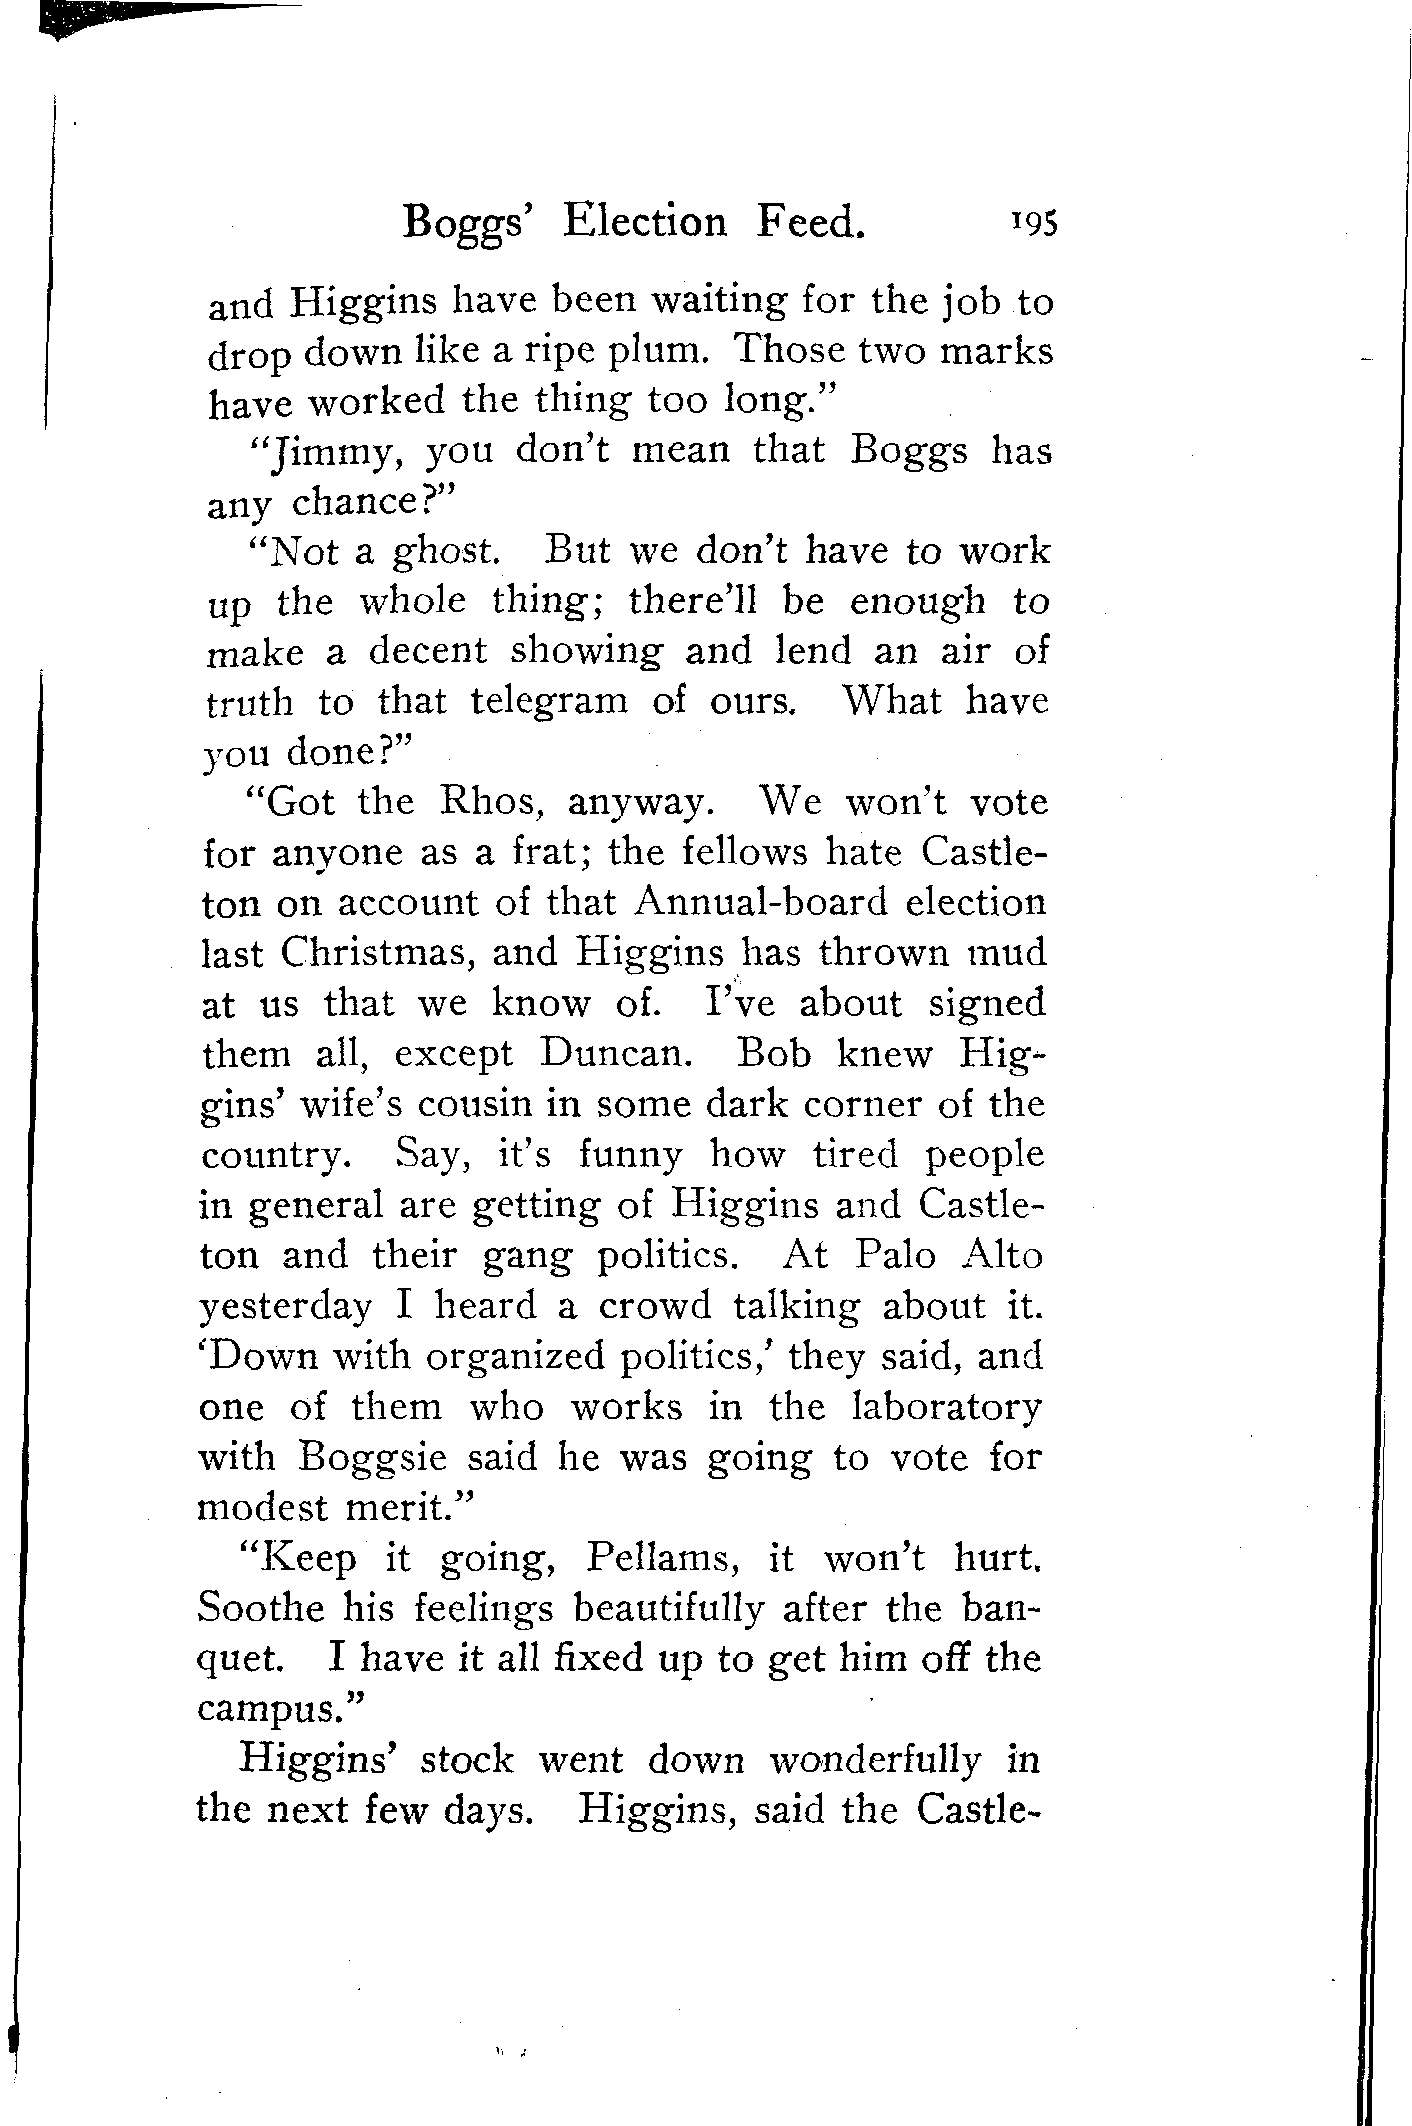 Boggs' Election Feed. 195
and Higgins have been waiting for the job to
drop down like a ripe plum. Those two marks
have worked the thing too long."
"Jimmy, you don't mean that Boggs has
any chance?"
"Not a ghost. But we don't have to work
up the whole thing; there'll be enough to
make a decent showing and lend an air of
truth to that telegram of ours. What have
you done?"
"Got the Rhos, anyway. We won't vote
for anyone as a frat; the fellows hate Castle-
ton on account of that Annual-board election
last Christmas, and Higgins has thrown mud
at us that we know of. I've about signed
them all, except Duncan. Bob knew Hig-
gins' wife's cousin in some dark corner of the
country. Say, it's funny how tired people
in general are getting of Higgins and Castle-
ton and their gang politics. At Palo Alto
yesterday I heard a crowd talking about it.
'Down with organized politics,' they said, and
one of them who works in the laboratory
with Boggsie said he was going to vote for
modest merit."
"Keep it going, Pellams, it won't hurt.
Soothe his feelings beautifully after the ban-
quet. I have it all fixed up to get him off the
campus."
Higgins' stock went down wonderfully in
the next few days. Higgins, said the Castle-